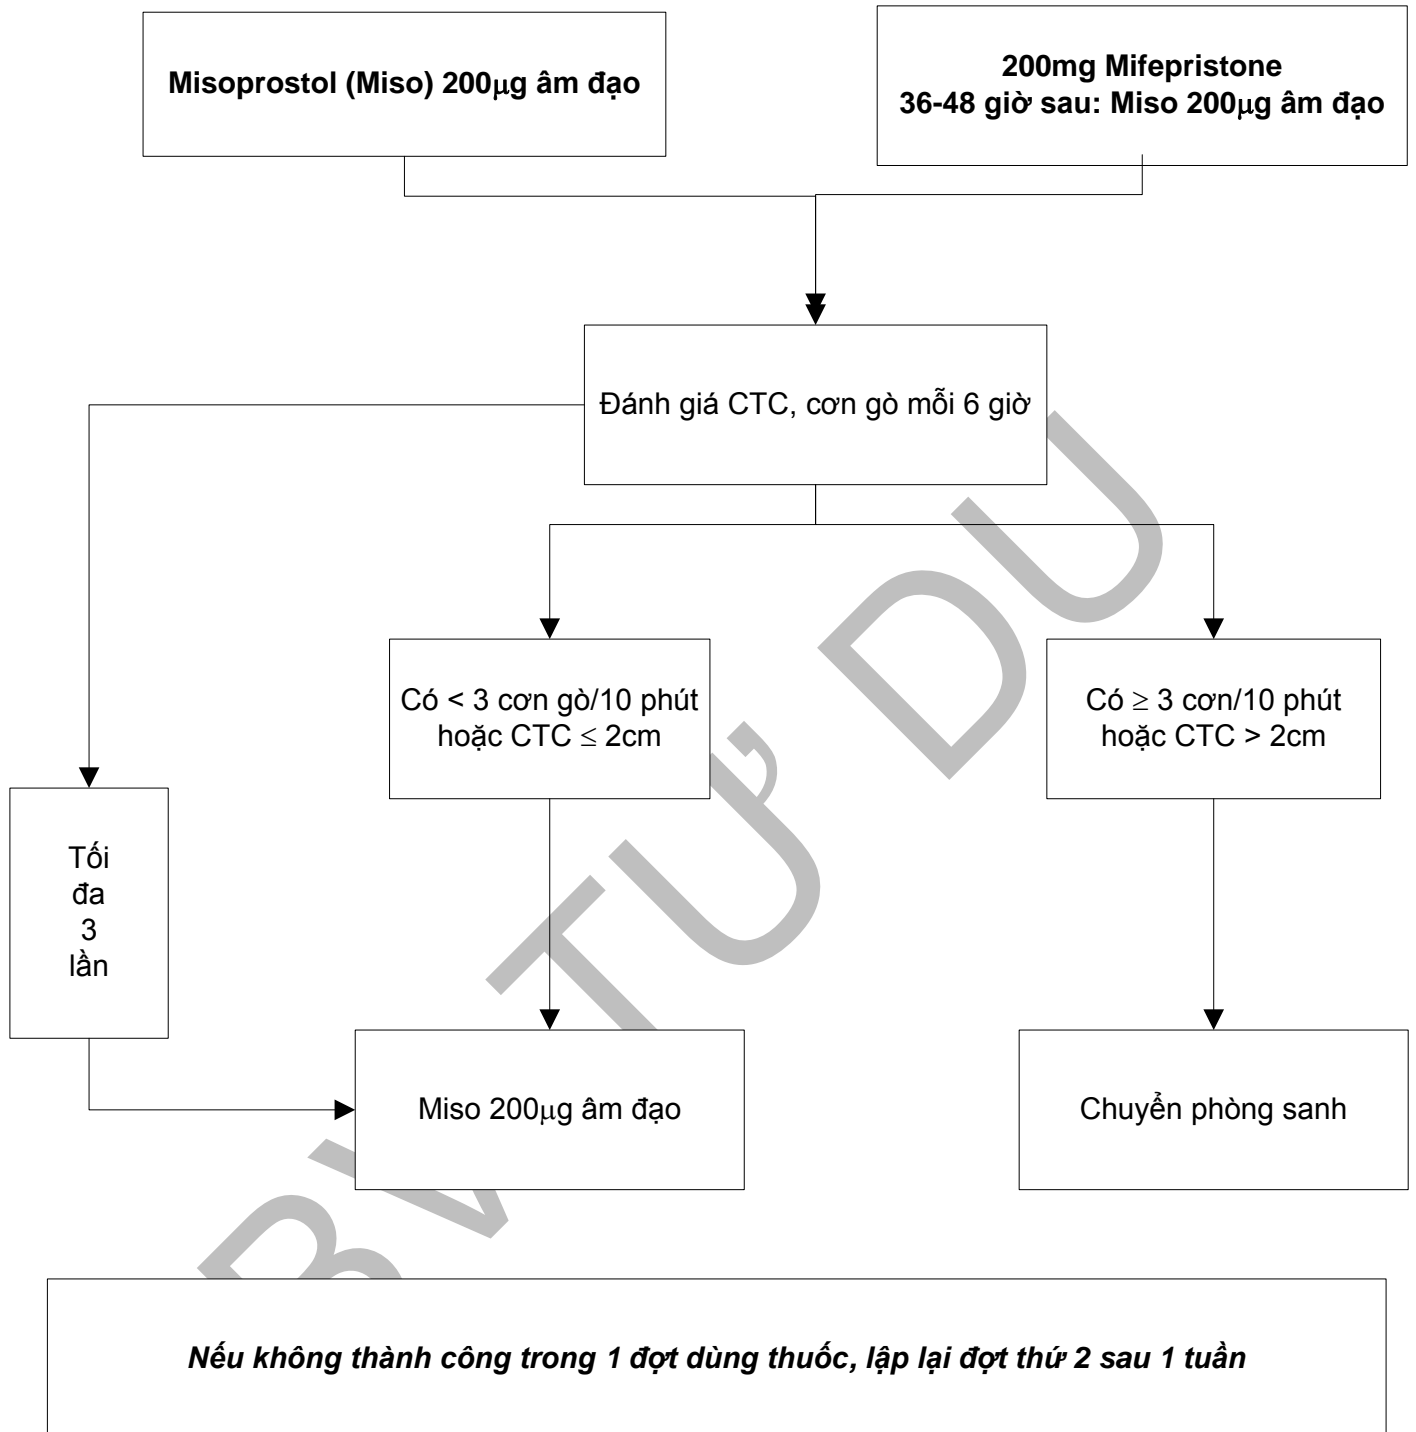 Misoprostol (Miso) 200μg âm đạo
200mg Mifepristone
36-48 giờ sau: Miso 200μg âm đạo
Đánh giá CTC, cơn gò mỗi 6 giờ
Có < 3 cơn gò/10 phút
hoặc CTC ≤ 2cm
Có ≥ 3 cơn/10 phút
hoặc CTC > 2cm
Tối
đa
3
lần
Miso 200μg âm đạo
Chuyển phòng sanh
Nếu không thành công trong 1 đợt dùng thuốc, lập lại đợt thứ 2 sau 1 tuần
BV TỪ DU